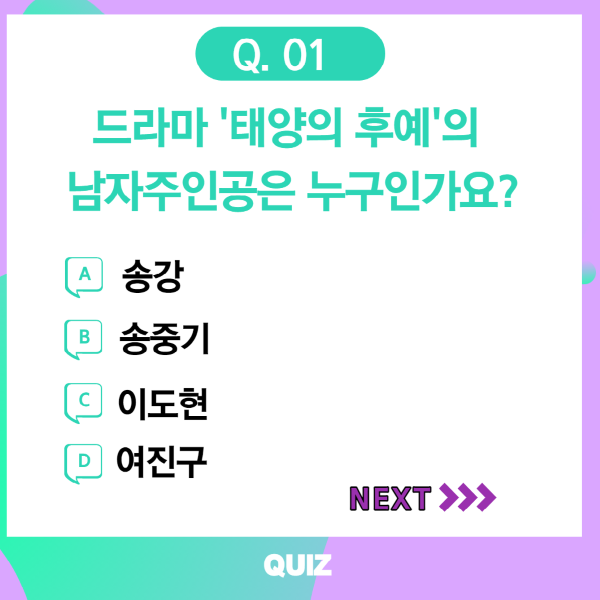 Q. 01
드라마 '태양의 후예'의
남자주인공은 누구인가요?
A 송강
B 송중기
C 이도현
D 여진구
NEXT
QUIZ